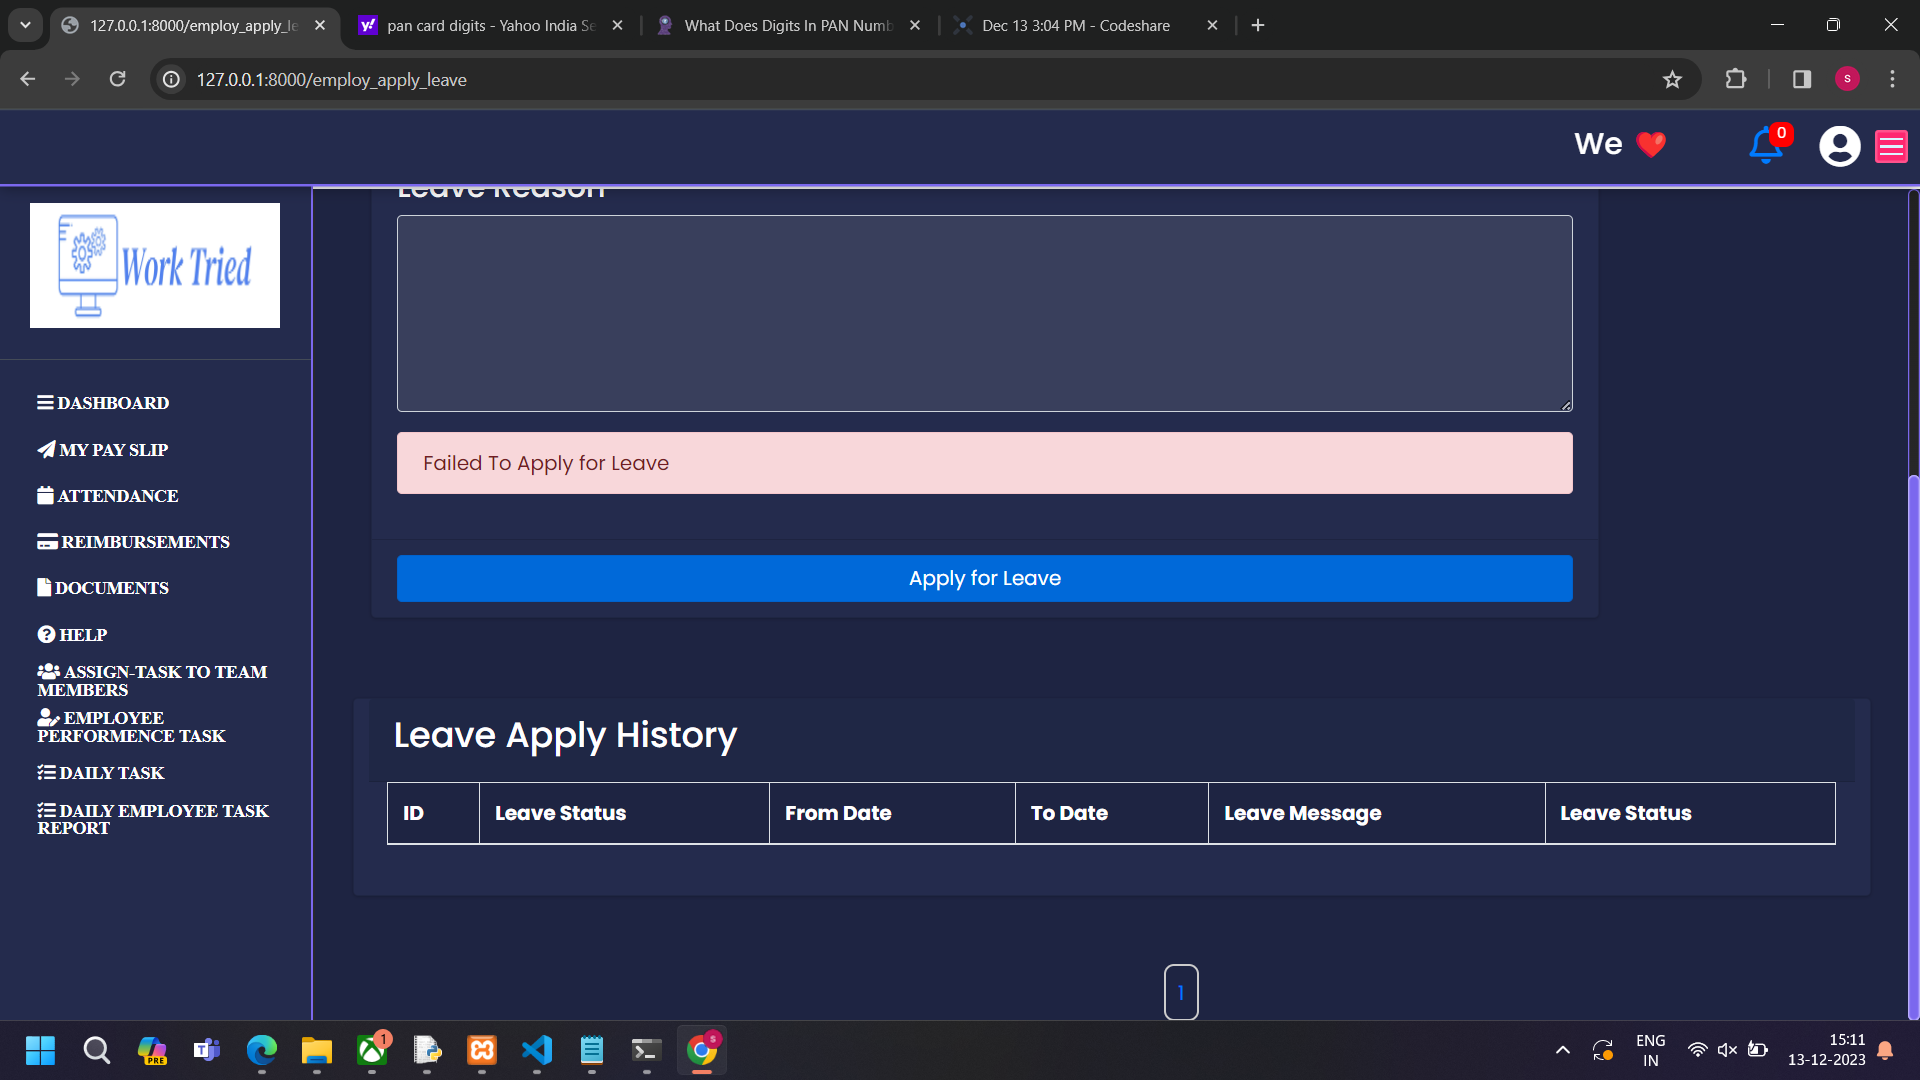 127.0.0.1:8000/employ_apply_le
pan card digits - Yahoo India Se
What Does Digits In PAN Numb
Dec 13 3:04 PM - Codeshare
127.0.0.1:8000/employ_apply_leave
S
We ❤️
0
Leave Reason
Work Tried
Failed To Apply for Leave
Apply for Leave
DASHBOARD
MY PAY SLIP
ATTENDANCE
REIMBURSEMENTS
DOCUMENTS
HELP
ASSIGN-TASK TO TEAM
MEMBERS
EMPLOYEE
PERFORMENCE TASK
DAILY TASK
DAILY EMPLOYEE TASK
REPORT
Leave Apply History
ID Leave Status From Date To Date Leave Message Leave Status
1
PRE
1
S
ENG
IN
15:11
13-12-2023